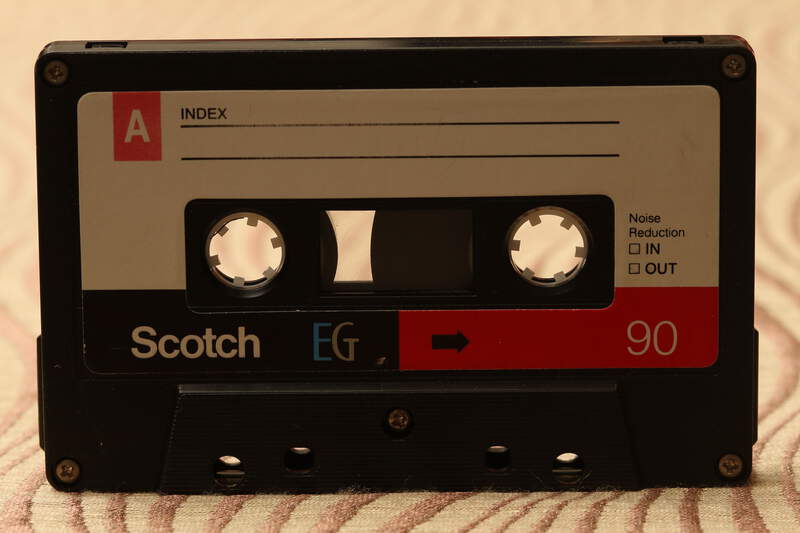 A
INDEX
Noise
Reduction
☐ IN
☐ OUT
Scotch EG ➡ 90